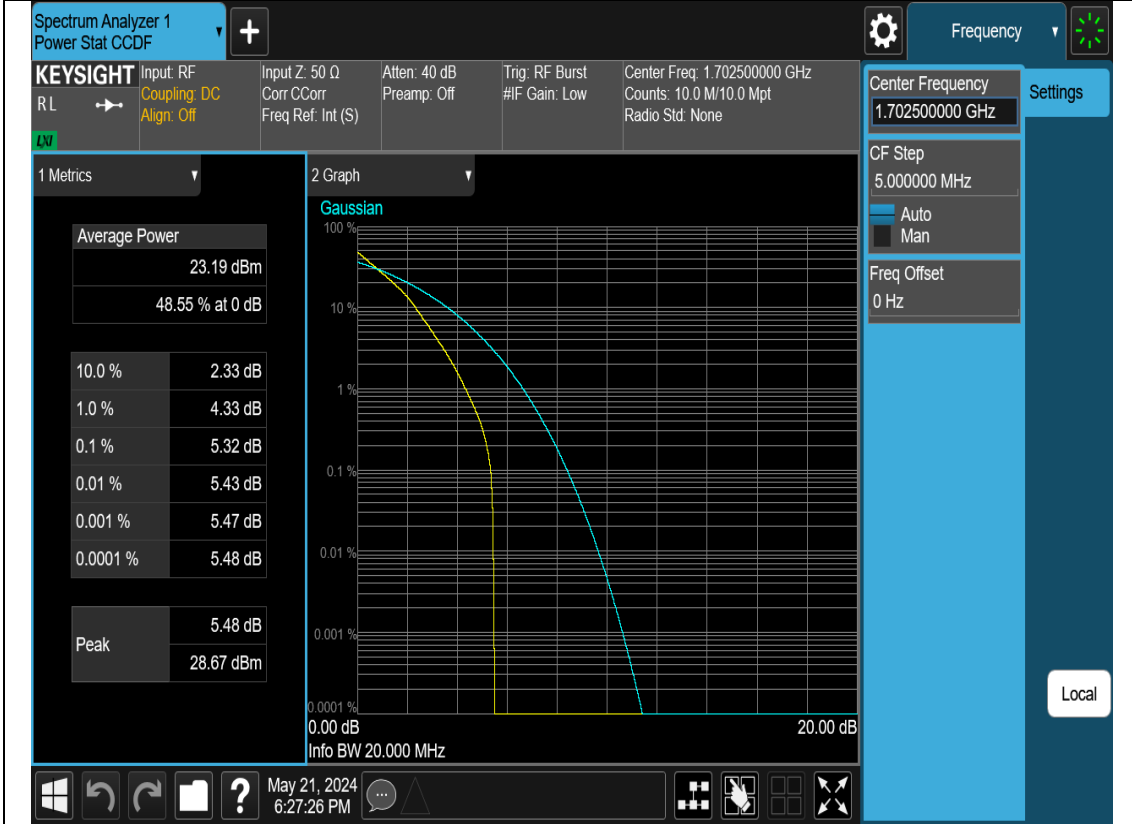 Spectrum Analyzer 1
Power Stat CCDF
Frequency
KEYSIGHT
RL
LXI
Input: RF
Coupling: DC
Align: Off
Input Z: 50 Ω
Corr CCorr
Freq Ref: Int (S)
Atten: 40 dB
Preamp: Off
Trig: RF Burst
#IF Gain: Low
Center Freq: 1.702500000 GHz
Counts: 10.0 M/10.0 Mpt
Radio Std: None
Center Frequency
1.702500000 GHz
Settings
CF Step
5.000000 MHz
Auto
Man
Freq Offset
0 Hz
1 Metrics
Average Power
23.19 dBm
48.55 % at 0 dB
10.0 % 2.33 dB
1.0 % 4.33 dB
0.1 % 5.32 dB
0.01 % 5.43 dB
0.001 % 5.47 dB
0.0001 % 5.48 dB
Peak
5.48 dB
28.67 dBm
2 Graph
Gaussian
100 %
10 %
1 %
0.1 %
0.01 %
0.001 %
0.0001 %
0.00 dB 20.00 dB
Info BW 20.000 MHz
Local
?
May 21, 2024
6:27:26 PM